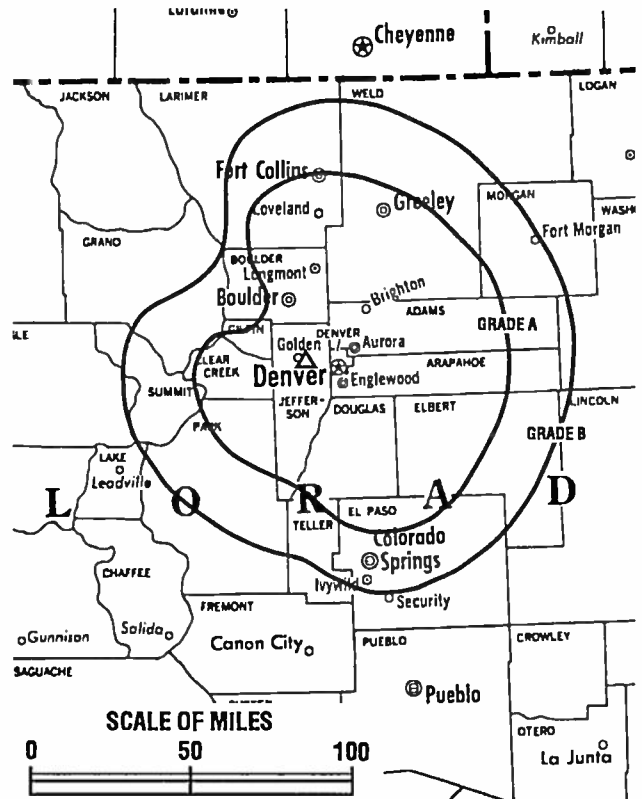 Cheyenne
Kimball
JACKSON
LARIMER
WELD
LOGAN
Fort Collins
MORGAN
Loveland
Greeley
WASH
GRAND
Fort Morgan
BOULDER
Longmont
Boulder
Brighton
ADAMS
GILPIN
DENVER
GRADE A
Golden
Aurora
CLEAR
CREEK
ARAPAHOE
Denver
Englewood
SUMMIT
JEFFER-
SON
DOUGLAS
ELBERT
LINCOLN
PARK
GRADE B
LAKE
Leadville
L O R A D
TELLER
EL PASO
Colorado
Springs
CHAFFEE
Ivywild
FREMONT
Security
Gunnison
Salida
Canon City
PUEBLO
CROWLEY
SAGUACHE
Pueblo
SCALE OF MILES
OTERO
0 50 100
La Junta